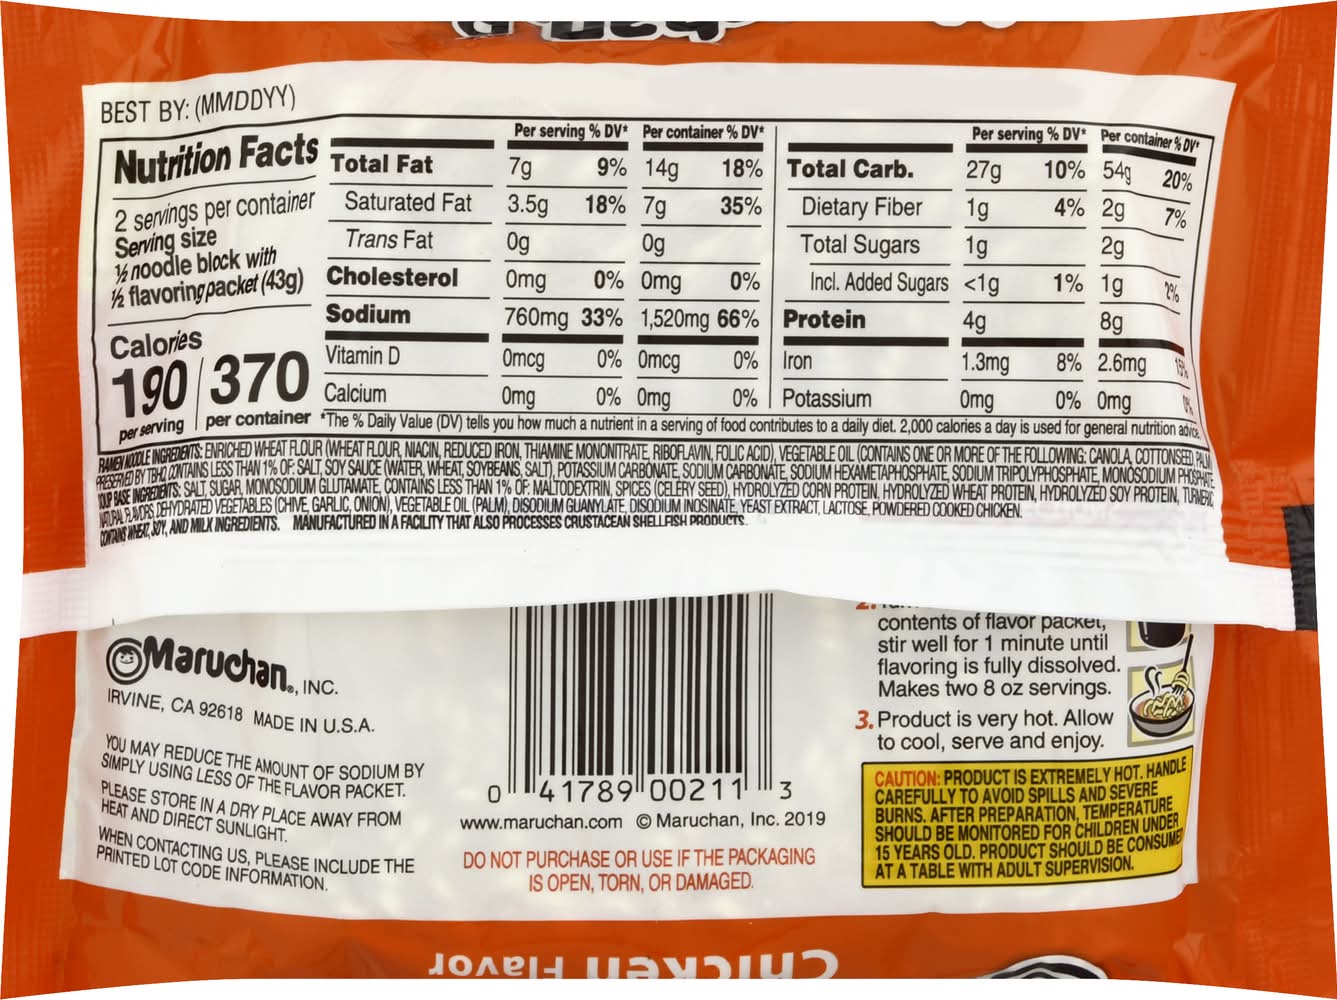 BEST BY: (MMDDYY)
Nutrition Facts
2 servings per container
Serving size
½ noodle block with
½ flavoring packet (43g)
Calories
190 370
per serving per container
Per serving % DV* Per container % DV*
Total Fat 7g 9% 14g 18%
Saturated Fat 3.5g 18% 7g 35%
Trans Fat 0g 0g
Cholesterol 0mg 0% 0mg 0%
Sodium 760mg 33% 1,520mg 66%
Vitamin D 0mcg 0% 0mcg 0%
Calcium 0mg 0% 0mg 0%
Per serving % DV* Per container % DV*
Total Carb. 27g 10% 54g 20%
Dietary Fiber 1g 4% 2g 7%
Total Sugars 1g 2g
Incl. Added Sugars <1g 1% 1g 2%
Protein 4g 8g
Iron 1.3mg 8% 2.6mg 15%
Potassium 0mg 0% 0mg 0%
*The % Daily Value (DV) tells you how much a nutrient in a serving of food contributes to a daily diet. 2,000 calories a day is used for general nutrition advice.
RAMEN NOODLE INGREDIENTS: ENRICHED WHEAT FLOUR (WHEAT FLOUR, NIACIN, REDUCED IRON, THIAMINE MONONITRATE, RIBOFLAVIN, FOLIC ACID), VEGETABLE OIL (CONTAINS ONE OR MORE OF THE FOLLOWING: CANOLA, COTTONSEED, PALM)
PRESERVED BY TBHQ, CONTAINS LESS THAN 1% OF: SALT, SOY SAUCE (WATER, WHEAT, SOYBEANS, SALT), POTASSIUM CARBONATE, SODIUM CARBONATE, SODIUM HEXAMETAPHOSPHATE, SODIUM TRIPOLYPHOSPHATE, MONOSODIUM PHOSPHATE.
SOUP BASE INGREDIENTS: SALT, SUGAR, MONOSODIUM GLUTAMATE, CONTAINS LESS THAN 1% OF: MALTODEXTRIN, SPICES (CELERY SEED), HYDROLYZED CORN PROTEIN, HYDROLYZED WHEAT PROTEIN, HYDROLYZED SOY PROTEIN, TURMERIC,
NATURAL FLAVORS, DEHYDRATED VEGETABLES (CHIVE, GARLIC, ONION), VEGETABLE OIL (PALM), DISODIUM GUANYLATE, DISODIUM INOSINATE, YEAST EXTRACT, LACTOSE, POWDERED COOKED CHICKEN.
CONTAINS WHEAT, SOY, AND MILK INGREDIENTS. MANUFACTURED IN A FACILITY THAT ALSO PROCESSES CRUSTACEAN SHELLFISH PRODUCTS.
Maruchan®, INC.
IRVINE, CA 92618 MADE IN U.S.A.
YOU MAY REDUCE THE AMOUNT OF SODIUM BY
SIMPLY USING LESS OF THE FLAVOR PACKET.
PLEASE STORE IN A DRY PLACE AWAY FROM
HEAT AND DIRECT SUNLIGHT.
WHEN CONTACTING US, PLEASE INCLUDE THE
PRINTED LOT CODE INFORMATION.
0 41789 00211 3
www.maruchan.com © Maruchan, Inc. 2019
DO NOT PURCHASE OR USE IF THE PACKAGING
IS OPEN, TORN, OR DAMAGED.
2.
contents of flavor packet,
stir well for 1 minute until
flavoring is fully dissolved.
Makes two 8 oz servings.
3. Product is very hot. Allow
to cool, serve and enjoy.
CAUTION: PRODUCT IS EXTREMELY HOT. HANDLE
CAREFULLY TO AVOID SPILLS AND SEVERE
BURNS. AFTER PREPARATION, TEMPERATURE
SHOULD BE MONITORED FOR CHILDREN UNDER
15 YEARS OLD. PRODUCT SHOULD BE CONSUMED
AT A TABLE WITH ADULT SUPERVISION.
Chicken Flavor